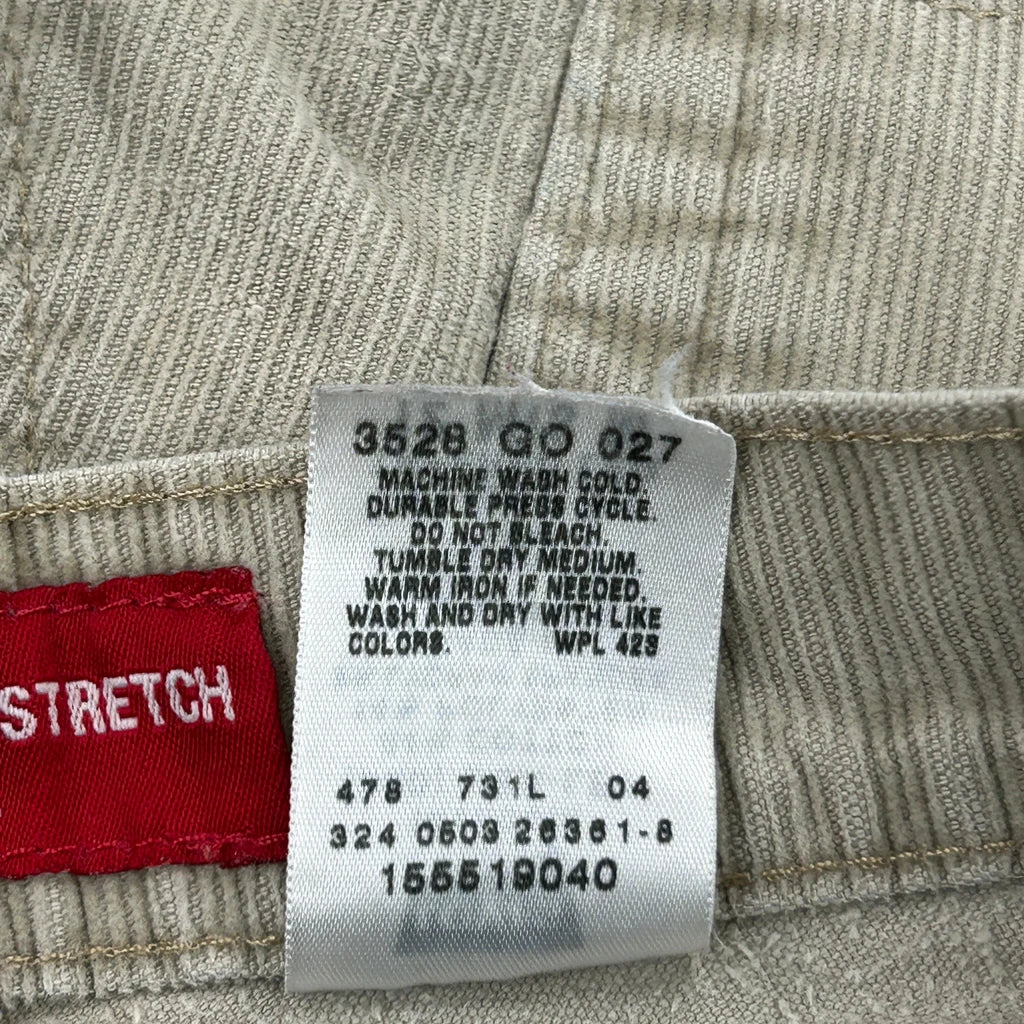 3528 GO 027
MACHINE WASH COLD
DURABLE PRESS CYCLE.
DO NOT BLEACH.
TUMBLE DRY MEDIUM.
WARM IRON IF NEEDED.
WASH AND DRY WITH LIKE
COLORS. WPL 423
STRETCH
478 731L 04
324 0503 26361-8
155519040